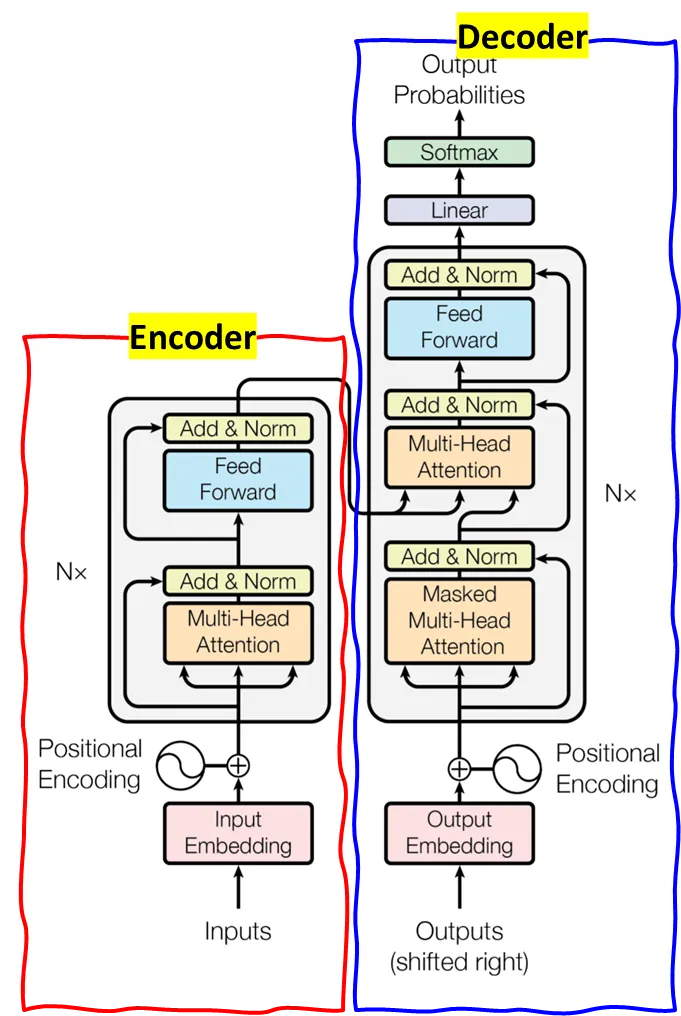 Decoder
Output
Probabilities
Softmax
Linear
Add & Norm
Feed
Forward
Add & Norm
Multi-Head
Attention
Nx
Add & Norm
Masked
Multi-Head
Attention
Positional
Encoding
Output
Embedding
Outputs
(shifted right)
Encoder
Add & Norm
Feed
Forward
Nx
Add & Norm
Multi-Head
Attention
Positional
Encoding
Input
Embedding
Inputs